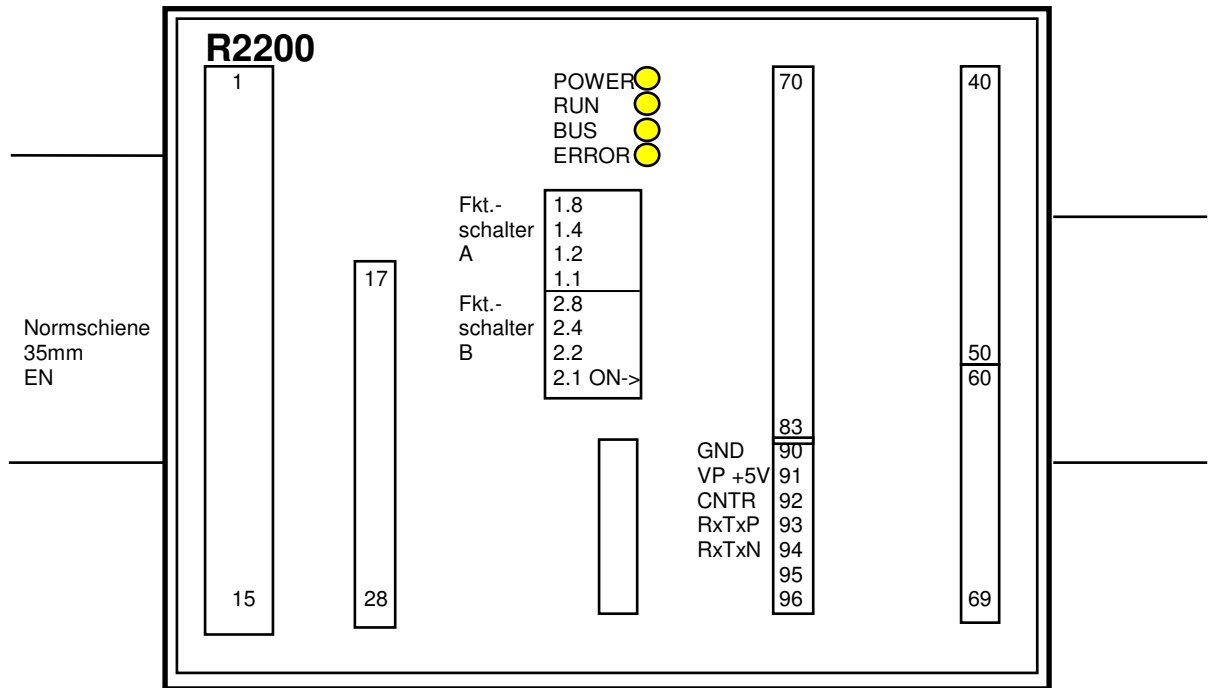 R2200
1
15
17
28
POWER
RUN
BUS
ERROR
Fkt.-
schalter
A
1.8
1.4
1.2
1.1
Fkt.-
schalter
B
2.8
2.4
2.2
2.1 ON->
Normschiene
35mm
EN
70
83
GND 90
VP +5V 91
CNTR 92
RxTxP 93
RxTxN 94
95
96
40
50
60
69